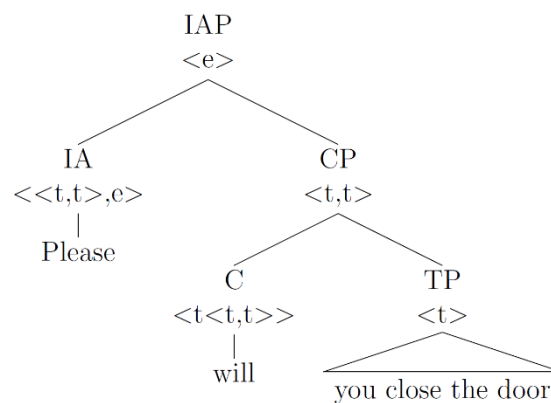 IAP
<e>
IA CP
<<t,t>,e> <t,t>
Please
C TP
<t<t,t>> <t>
will
you close the door